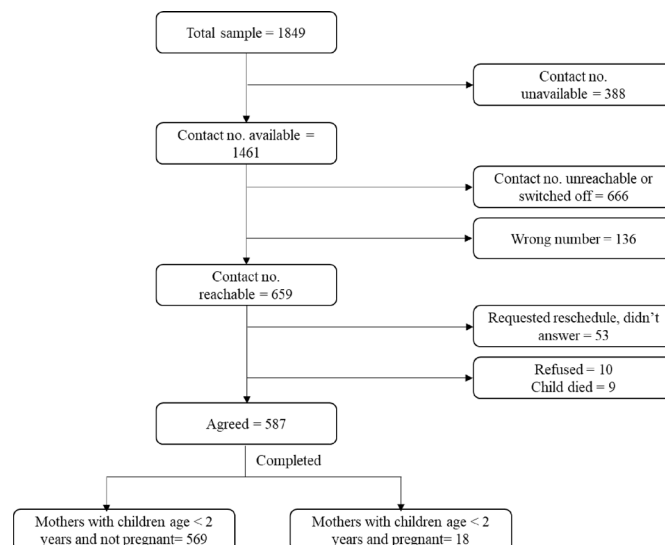 Total sample = 1849
Contact no.
unavailable = 388
Contact no. available =
1461
Contact no. unreachable or
switched off = 666
Wrong number = 136
Contact no.
reachable = 659
Requested reschedule, didn’t
answer = 53
Refused = 10
Child died = 9
Agreed = 587
Completed
Mothers with children age < 2
years and not pregnant= 569
Mothers with children age < 2
years and pregnant= 18